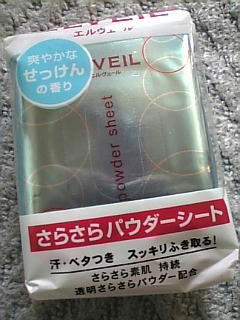 VEIL
エルヴェール
爽やかな
せっけん
の香り
VEIL
エルヴェール
powder sheet
さらさらパウダーシート
汗・ベタつき スッキリふき取る!
さらさら素肌 持続
透明さらさらパウダー配合